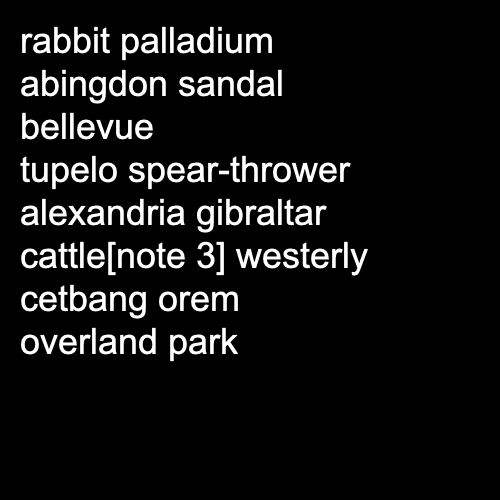 rabbit palladium
abingdon sandal
bellevue
tupelo spear-thrower
alexandria gibraltar
cattle[note 3] westerly
cetbang orem
overland park